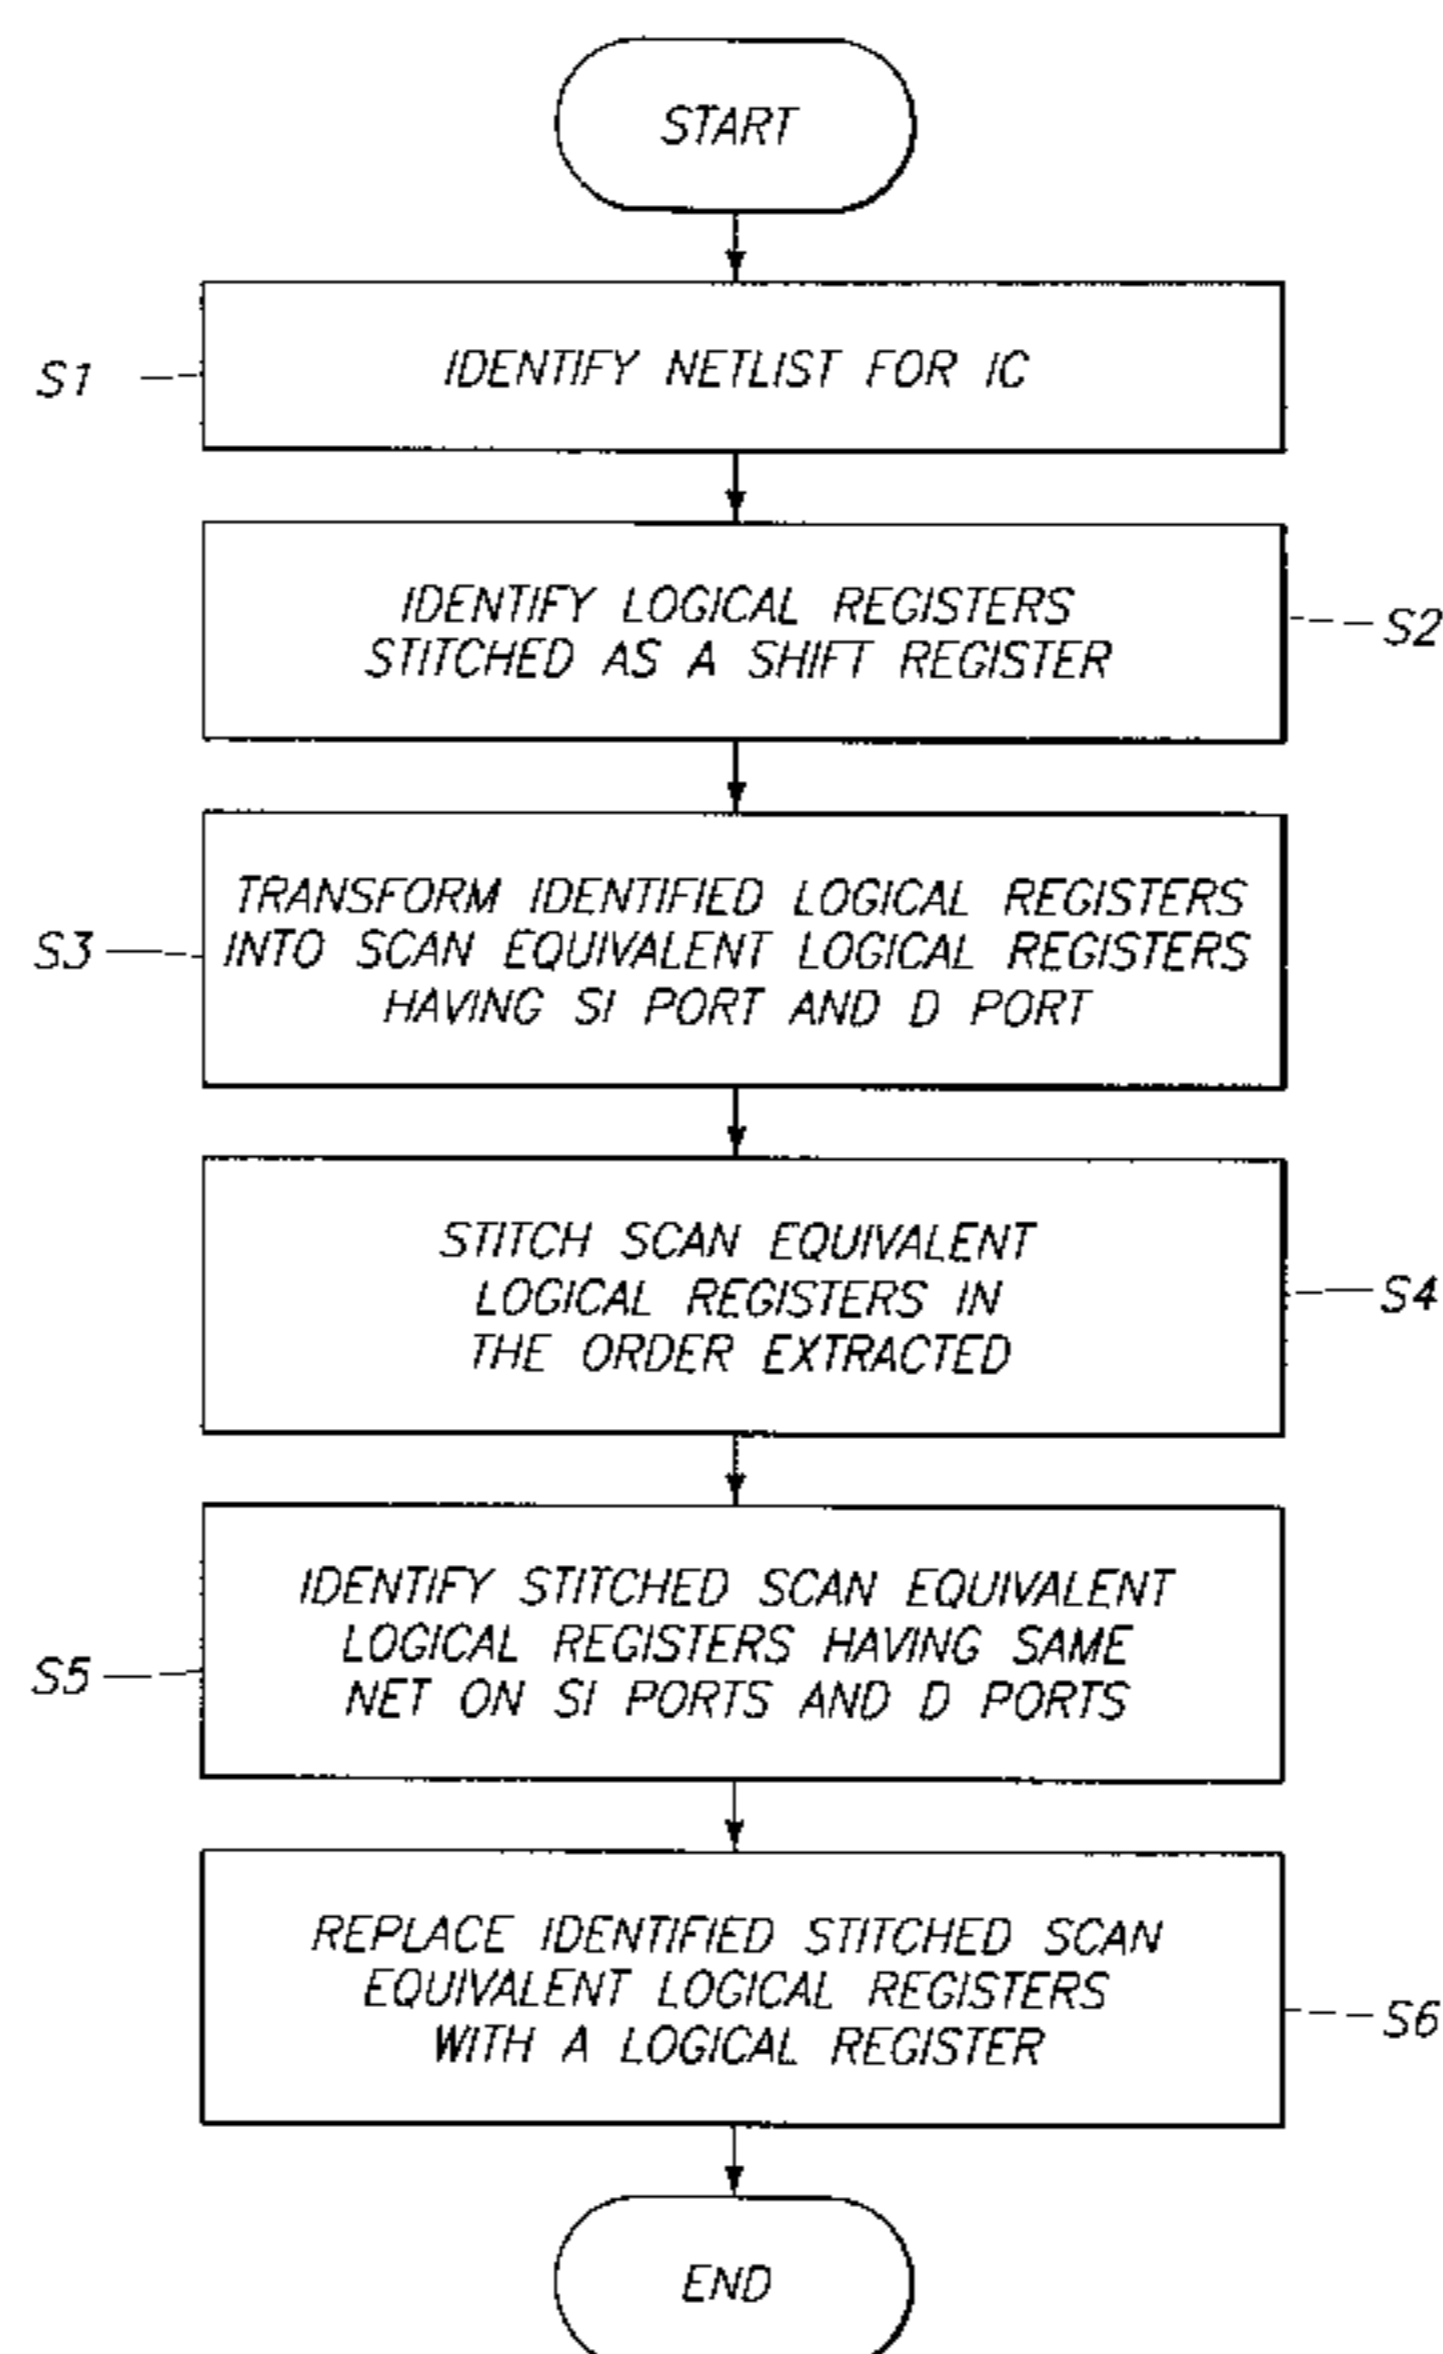 START
S1
IDENTIFY NETLIST FOR IC
IDENTIFY LOGICAL REGISTERS
STITCHED AS A SHIFT REGISTER
S2
TRANSFORM IDENTIFIED LOGICAL REGISTERS
S3
INTO SCAN EQUIVALENT LOGICAL REGISTERS
HAVING SI PORT AND D PORT
STITCH SCAN EQUIVALENT
LOGICAL REGISTERS IN
S4
THE ORDER EXTRACTED
IDENTIFY STITCHED SCAN EQUIVALENT
LOGICAL REGISTERS HAVING SAME
S5
NET ON SI PORTS AND D PORTS
REPLACE IDENTIFIED STITCHED SCAN
EQUIVALENT LOGICAL REGISTERS
S6
WITH A LOGICAL REGISTER
END